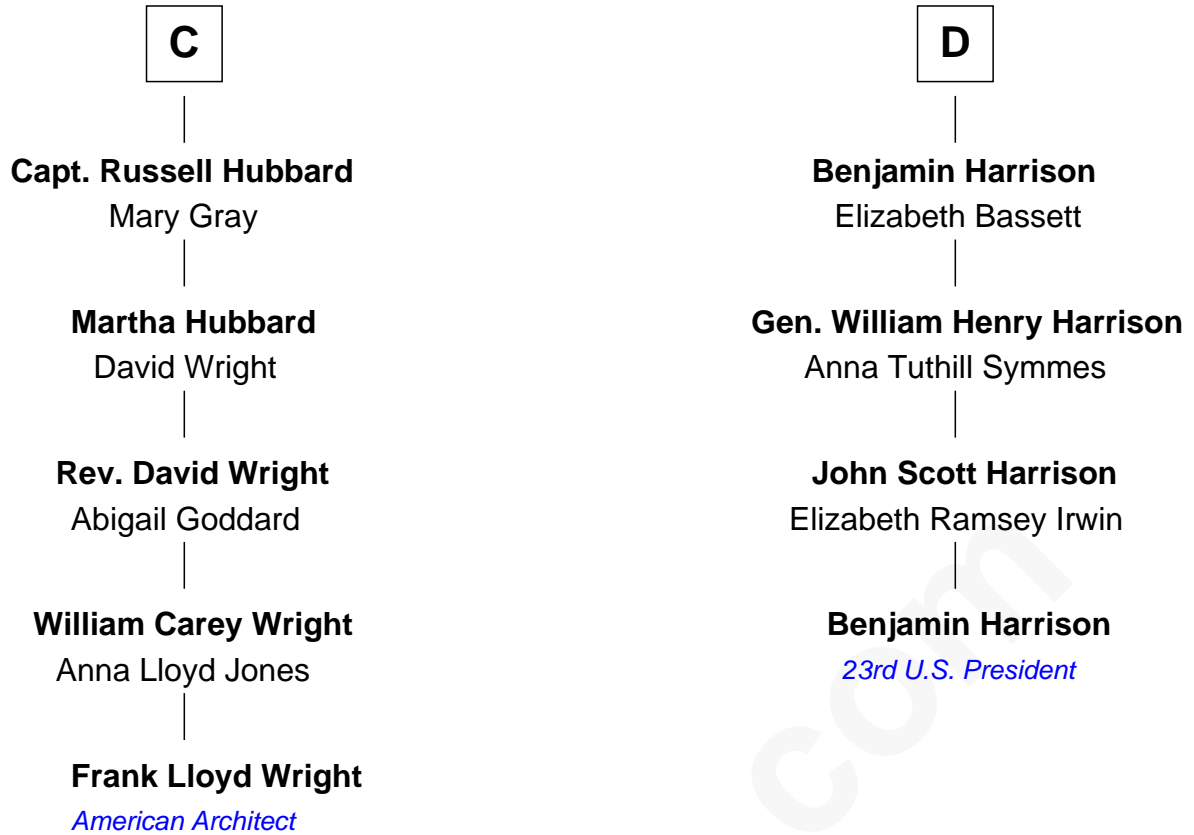 C
Capt. Russell Hubbard
Mary Gray
Martha Hubbard
David Wright
Rev. David Wright
Abigail Goddard
William Carey Wright
Anna Lloyd Jones
Frank Lloyd Wright
American Architect
D
Benjamin Harrison
Elizabeth Bassett
Gen. William Henry Harrison
Anna Tuthill Symmes
John Scott Harrison
Elizabeth Ramsey Irwin
Benjamin Harrison
23rd U.S. President
com